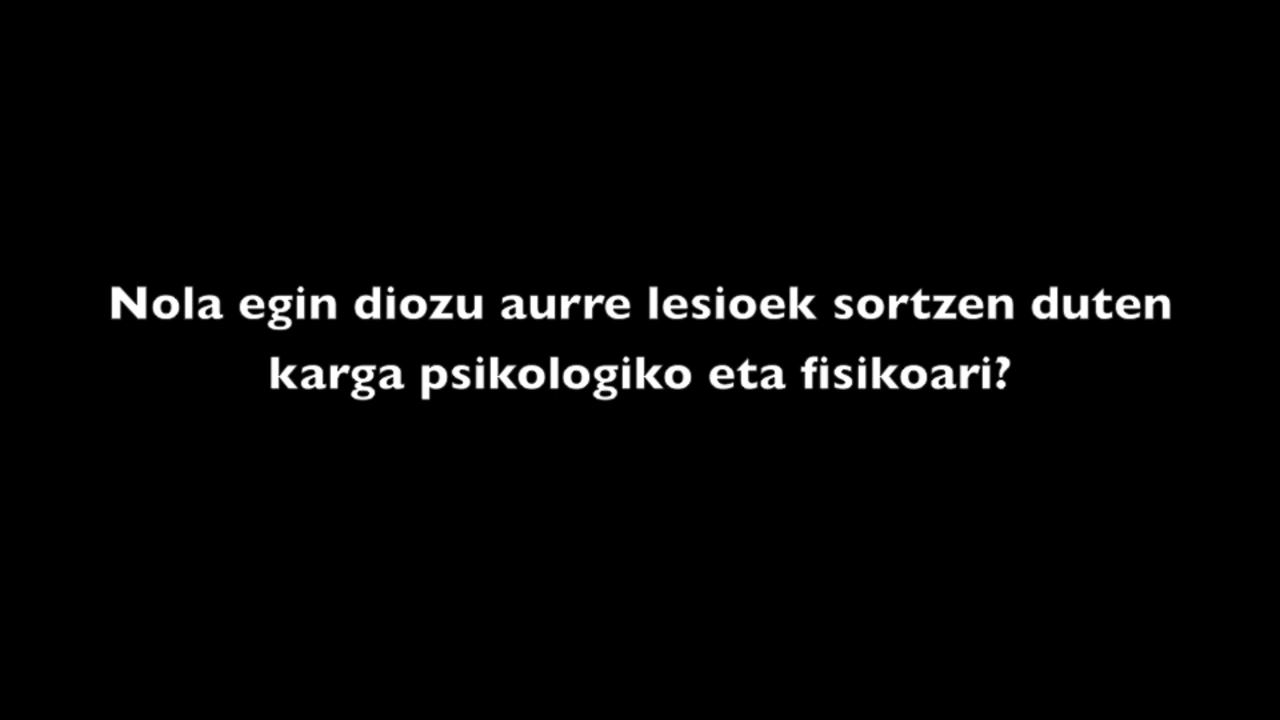 Nola egin diozu aurre lesioek sortzen duten
karga psikologiko eta fisikoari?